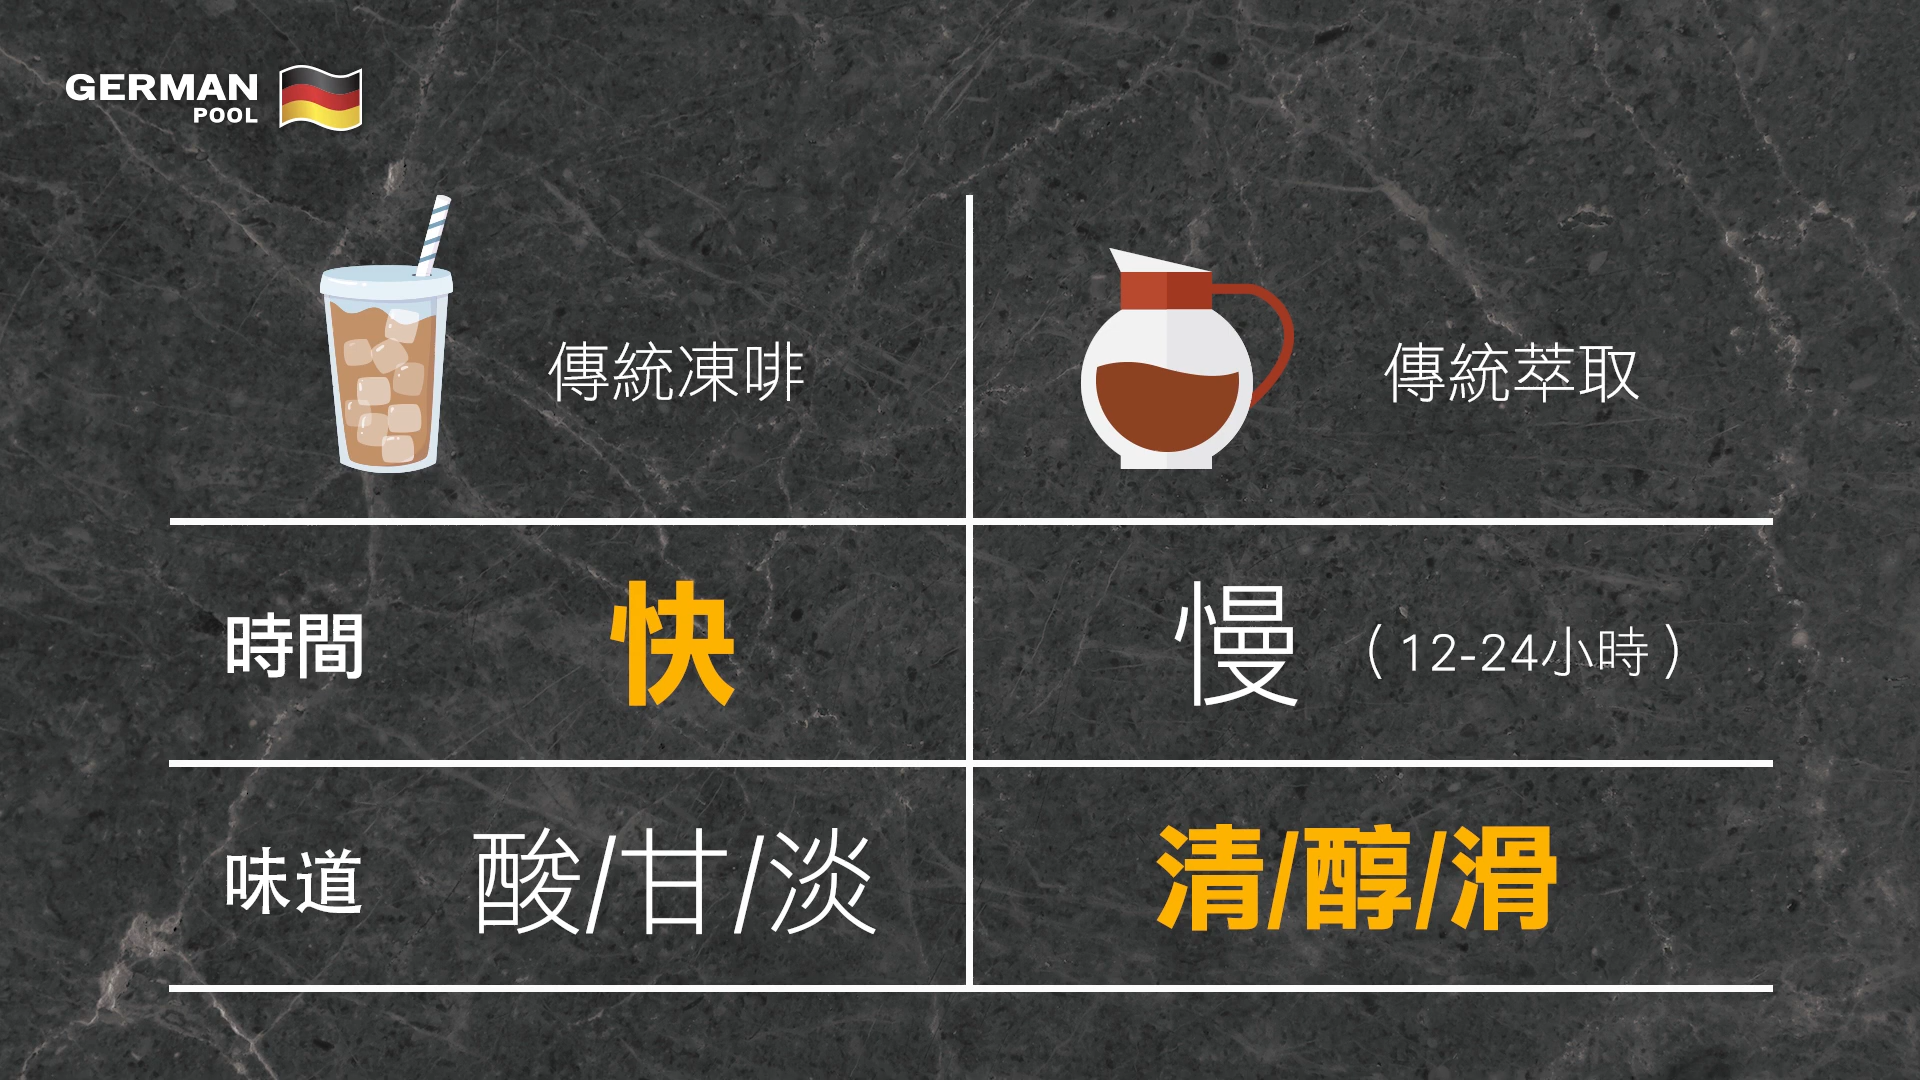 GERMAN
POOL
傳統凍啡
傳統萃取
時間
快
慢（12-24小時）
味道
酸/甘/淡
清/醇/滑